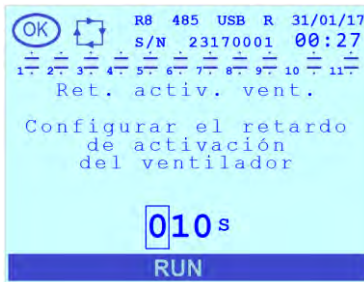 OK R8 485 USB R 31/01/17
S/N 23170001 00:27
1 2 3 4 5 6 7 8 9 10 11
Ret. activ. vent.
Configurar el retardo
de activación
del ventilador
010 s
RUN